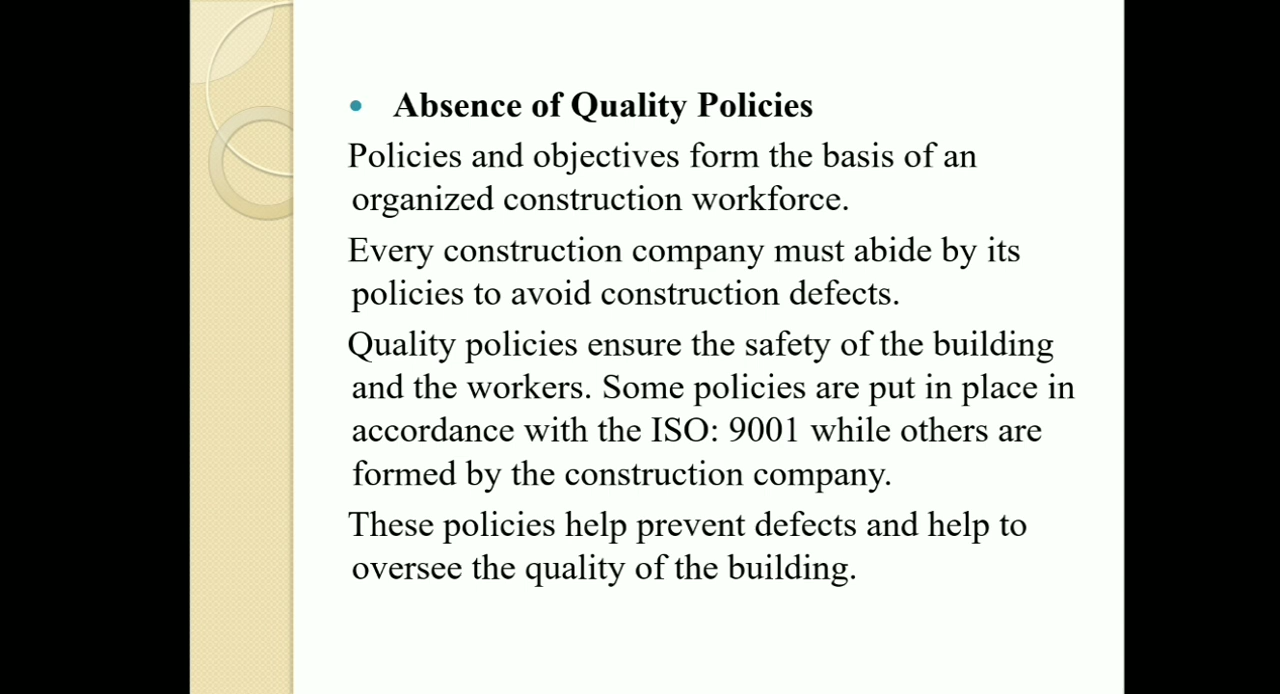 • Absence of Quality Policies
Policies and objectives form the basis of an
organized construction workforce.
Every construction company must abide by its
policies to avoid construction defects.
Quality policies ensure the safety of the building
and the workers. Some policies are put in place in
accordance with the ISO: 9001 while others are
formed by the construction company.
These policies help prevent defects and help to
oversee the quality of the building.